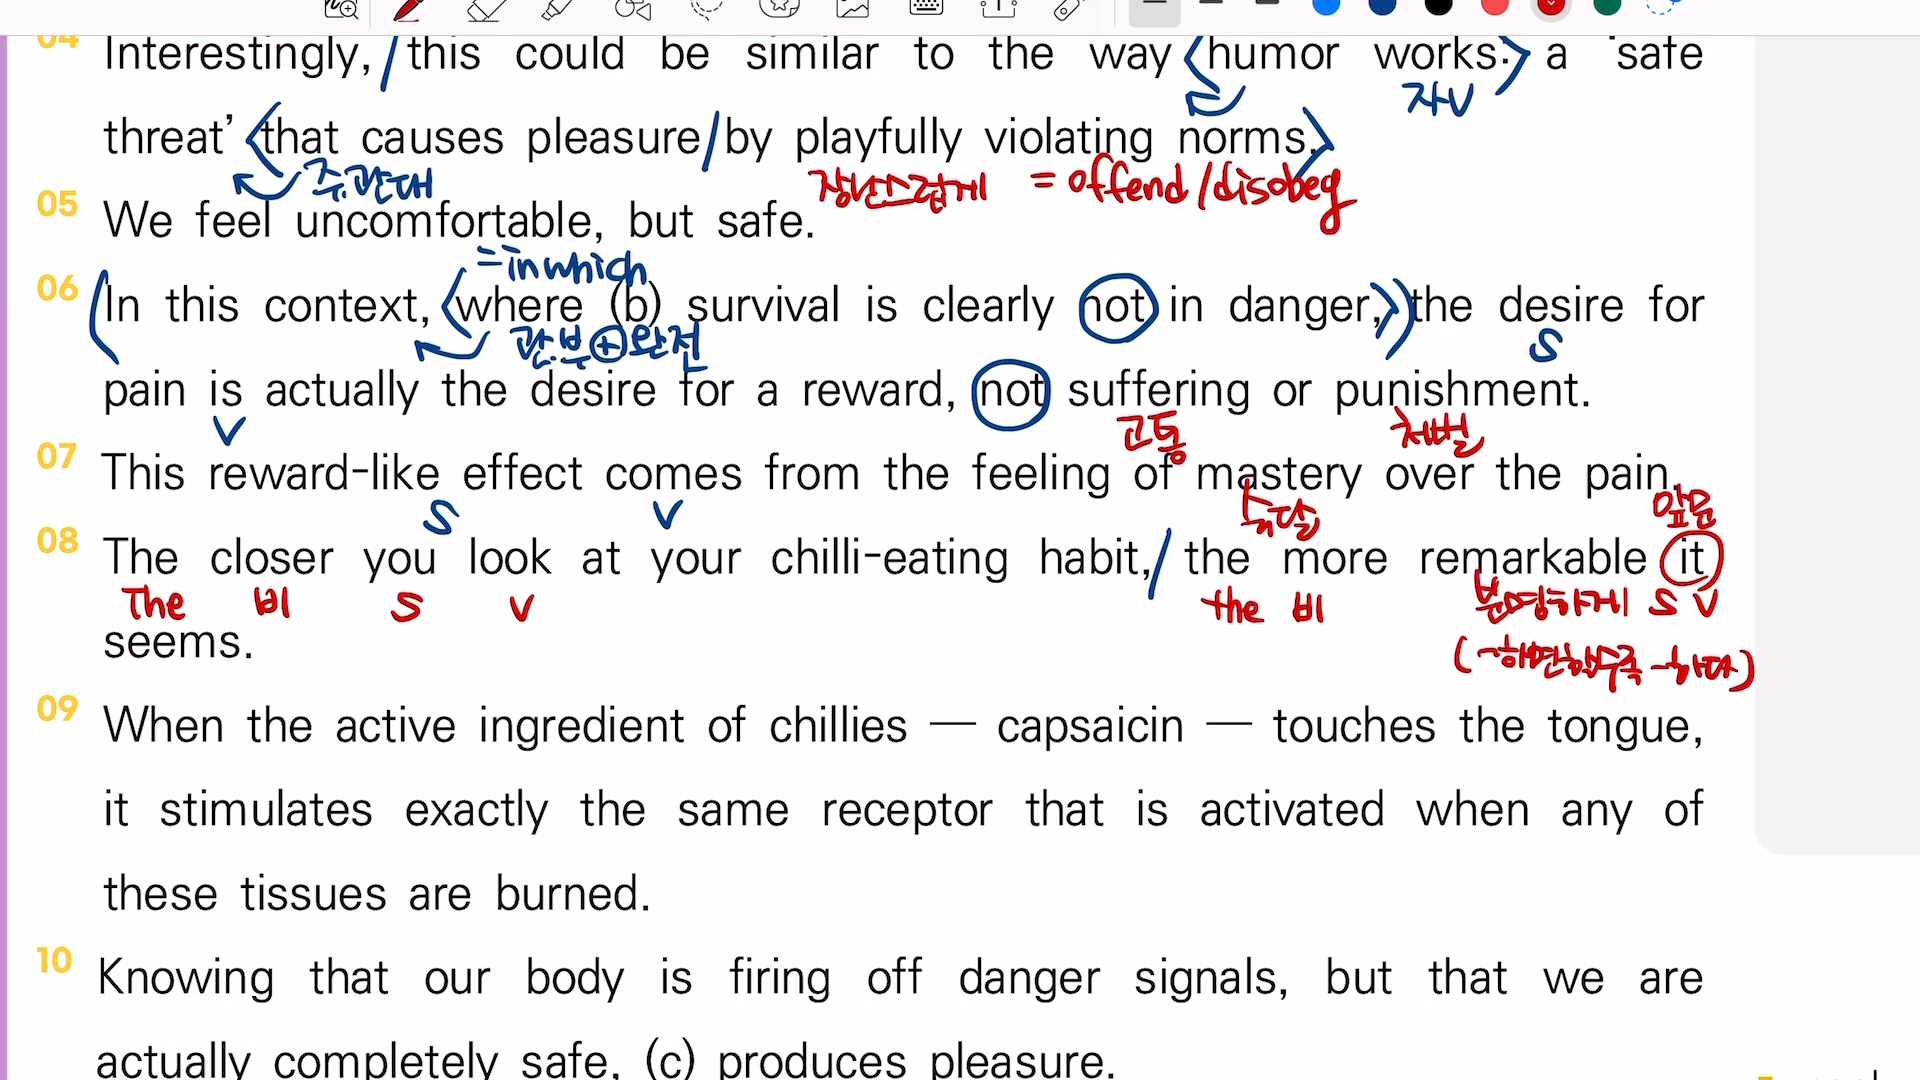 04
Interestingly, this could be similar to the way humor works: a 'safe
자V
threat' that causes pleasure by playfully violating norms.
주.관대
장난스럽게 = offend/disobey
05
We feel uncomfortable, but safe.
= in which
06
In this context, where (b) survival is clearly not in danger, the desire for
관.부 + 완전
S
pain is actually the desire for a reward, not suffering or punishment.
V
고통
처벌
07
This reward-like effect comes from the feeling of mastery over the pain.
S
V
숙달
앞문
08
The closer you look at your chilli-eating habit, the more remarkable it
The 비 S V the 비 분명하게 S V
seems.
(~하면 할수록 ~하다)
09
When the active ingredient of chillies — capsaicin — touches the tongue,
it stimulates exactly the same receptor that is activated when any of
these tissues are burned.
10
Knowing that our body is firing off danger signals, but that we are
actually completely safe, (c) produces pleasure.